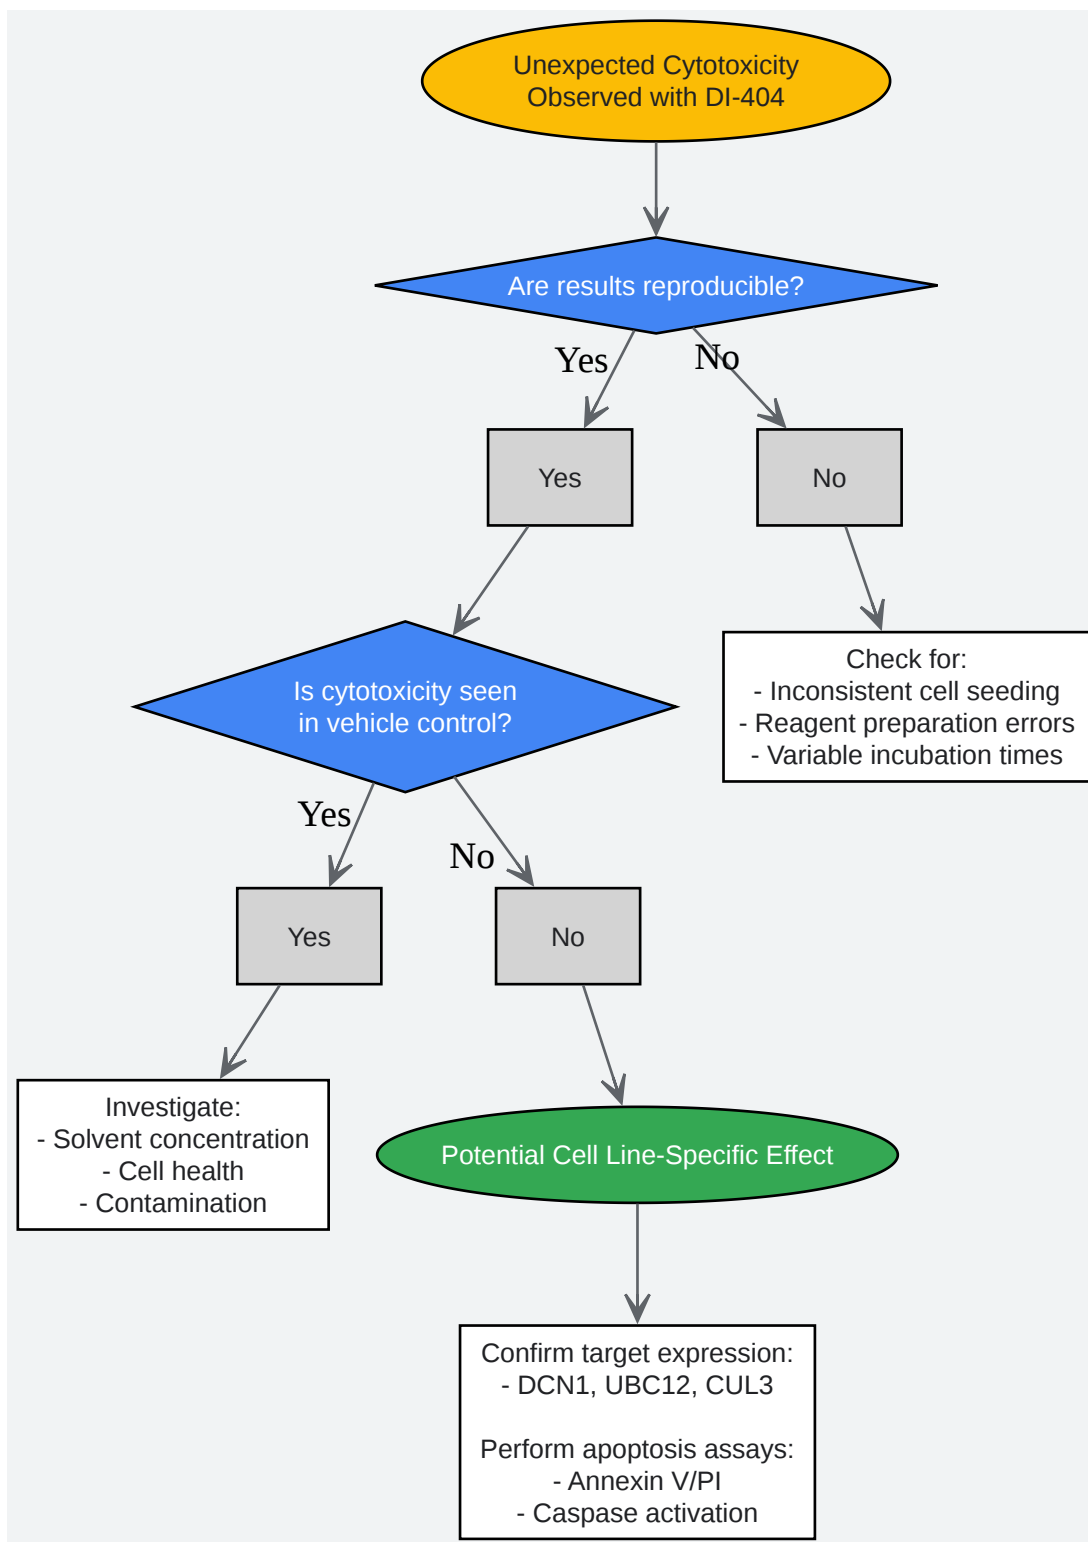 Unexpected Cytotoxicity
Observed with DI-404
Are results reproducible?
Yes
No
Yes
No
Check for:
- Inconsistent cell seeding
- Reagent preparation errors
- Variable incubation times
Is cytotoxicity seen
in vehicle control?
Yes
No
Yes
No
Investigate:
- Solvent concentration
- Cell health
- Contamination
Potential Cell Line-Specific Effect
Confirm target expression:
- DCN1, UBC12, CUL3
Perform apoptosis assays:
- Annexin V/PI
- Caspase activation